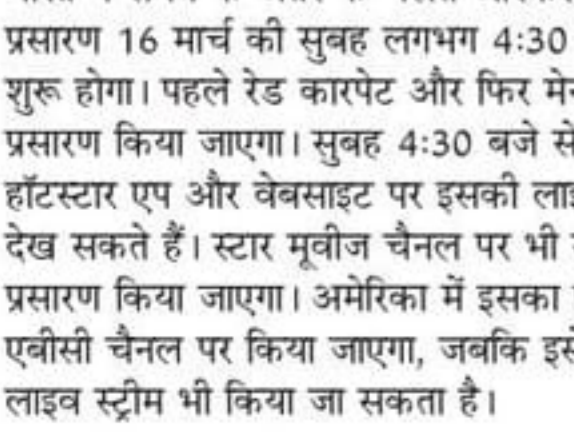 प्रसारण 16 मार्च की सुबह लगभग 4:30
शुरू होगा। पहले रेड कारपेट और फिर
प्रसारण किया जाएगा। सुबह 4:30 बजे से
हॉटस्टार एप और वेबसाइट पर इसकी
देख सकते हैं। स्टार मूवीज चैनल पर भी
प्रसारण किया जाएगा। अमेरिका में इसका
एबीसी चैनल पर किया जाएगा, जबकि
लाइव स्ट्रीम भी किया जा सकता है।